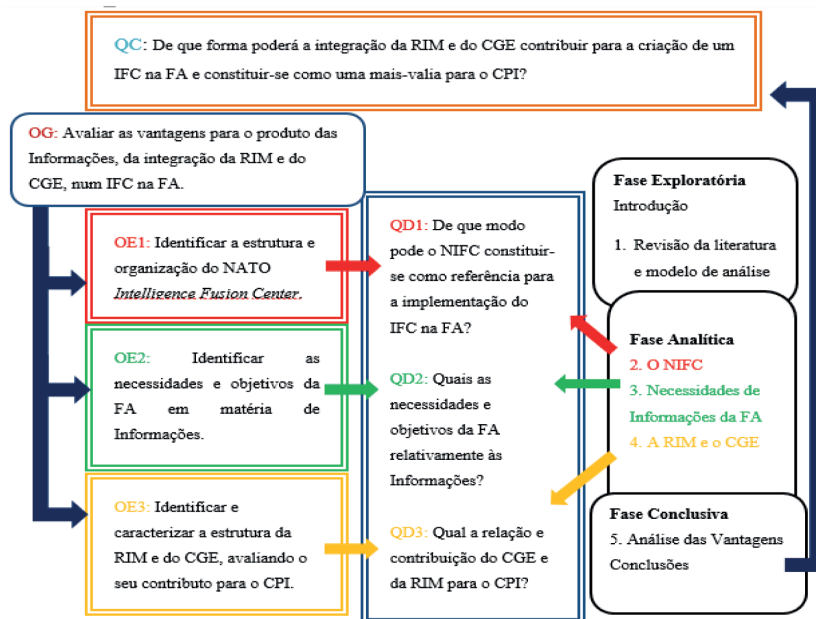 QC: De que forma poderá a integração da RIM e do CGE contribuir para a criação de um
IFC na FA e constituir-se como uma mais-valia para o CPI?
OG: Avaliar as vantagens para o produto das
Informações, da integração da RIM e do
CGE, num IFC na FA.
OE1: Identificar a estrutura e
organização do NATO
Intelligence Fusion Center.
OE2: Identificar as
necessidades e objetivos da
FA em matéria de
Informações.
OE3: Identificar e
caracterizar a estrutura da
RIM e do CGE, avaliando o
seu contributo para o CPI.
QD1: De que modo
pode o NIFC constituir-
se como referência para
a implementação do
IFC na FA?
QD2: Quais as
necessidades e
objetivos da FA
relativamente às
Informações?
QD3: Qual a relação e
contribuição do CGE e
da RIM para o CPI?
Fase Exploratória
Introdução
1. Revisão da literatura
e modelo de análise
Fase Analítica
2. O NIFC
3. Necessidades de
Informações da FA
4. A RIM e o CGE
Fase Conclusiva
5. Análise das Vantagens
Conclusões